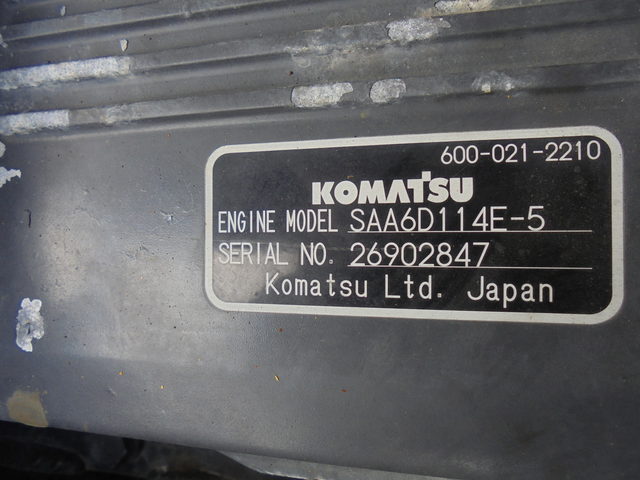 600-021-2210
KOMATSU
ENGINE MODEL SAA6D114E-5
SERIAL NO. 26902847
Komatsu Ltd. Japan